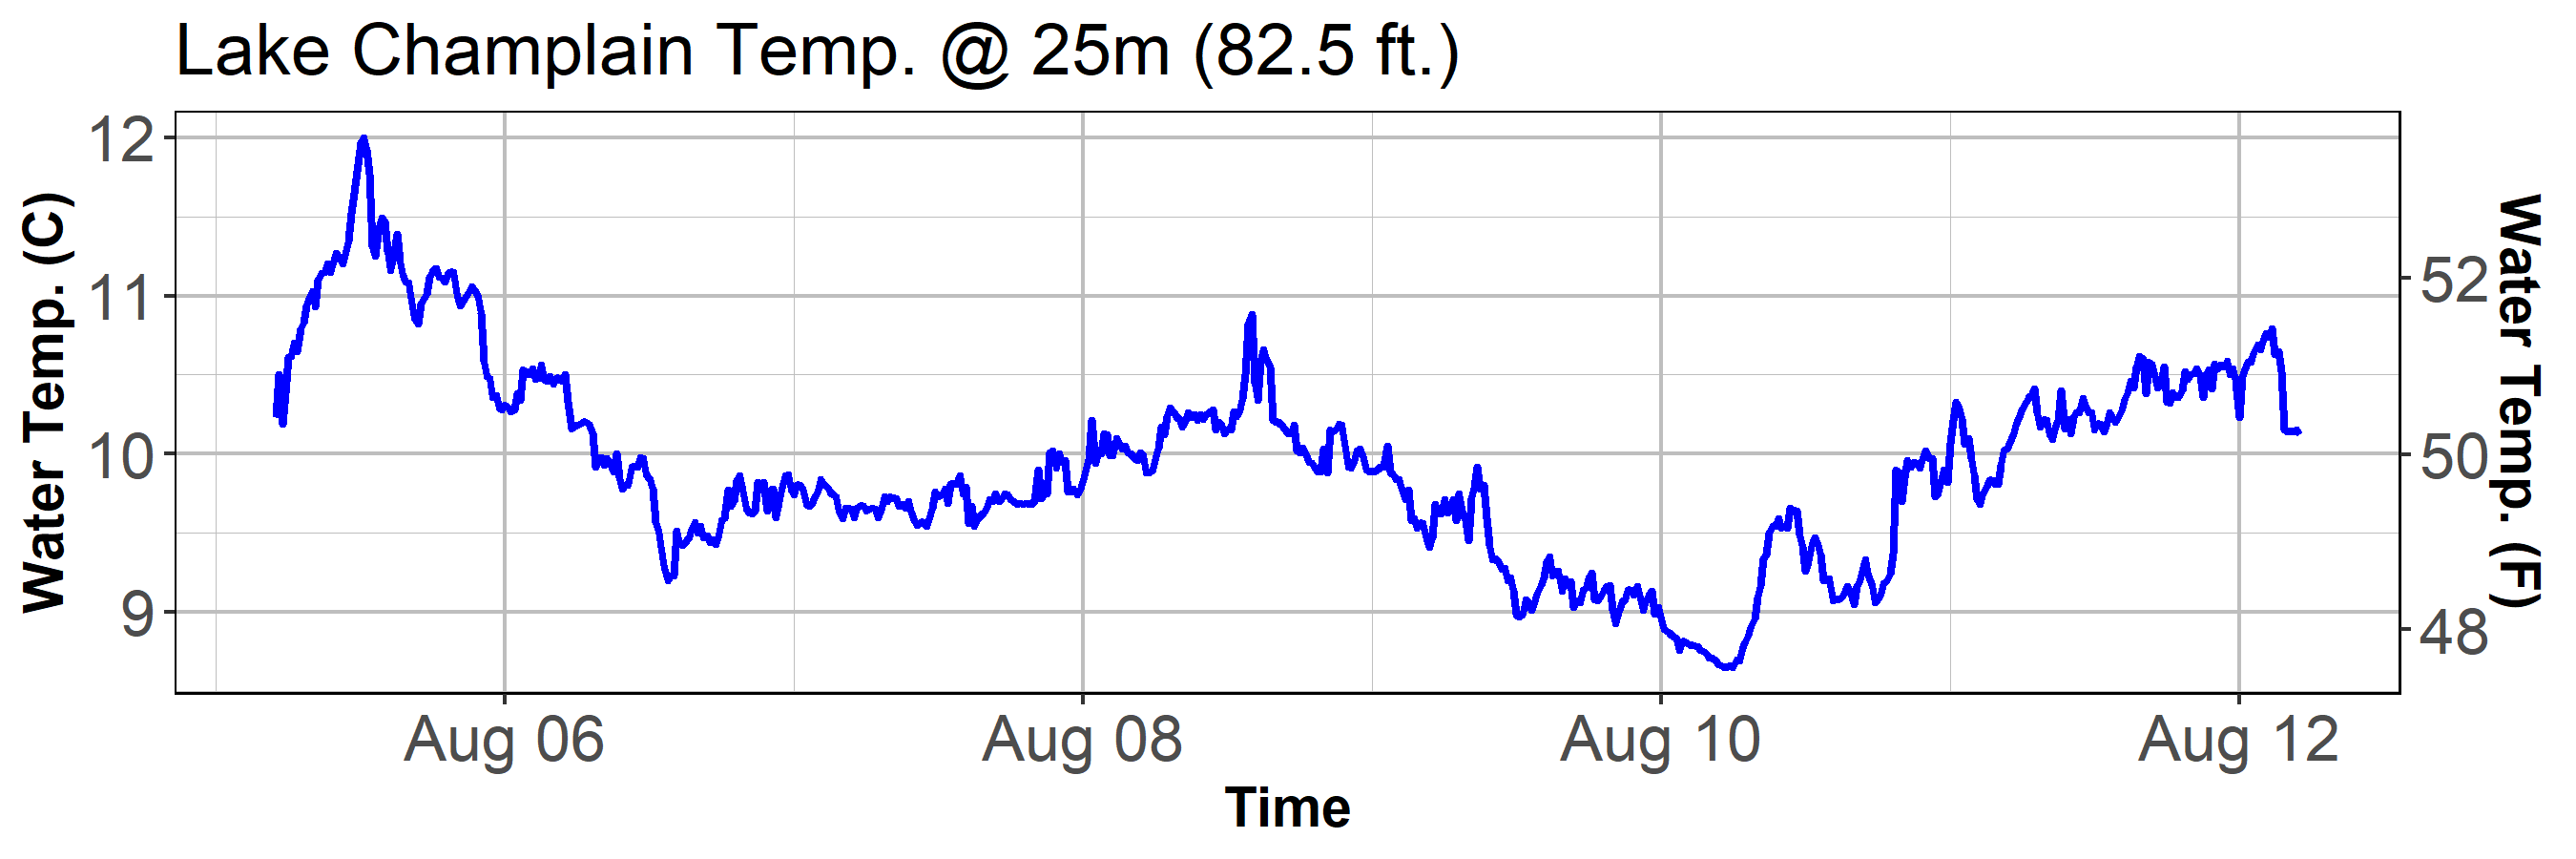 Lake Champlain Temp. @ 25m (82.5 ft.)
Water Temp. (C)
12
11
10
9
52
50
48
Water Temp. (F)
Aug 06
Aug 08
Aug 10
Aug 12
Time